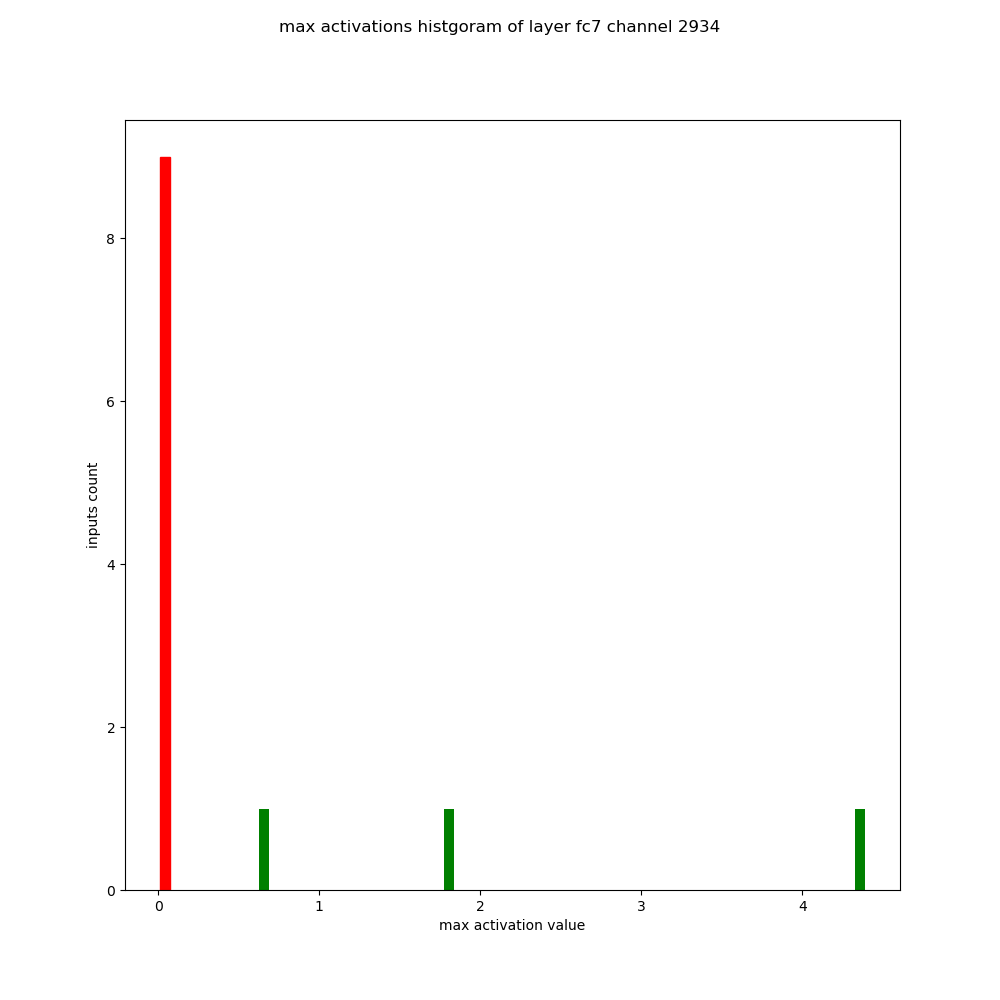 max activations histgoram of layer fc7 channel 2934
8
6
4
2
0
inputs count
0 1 2 3 4
max activation value